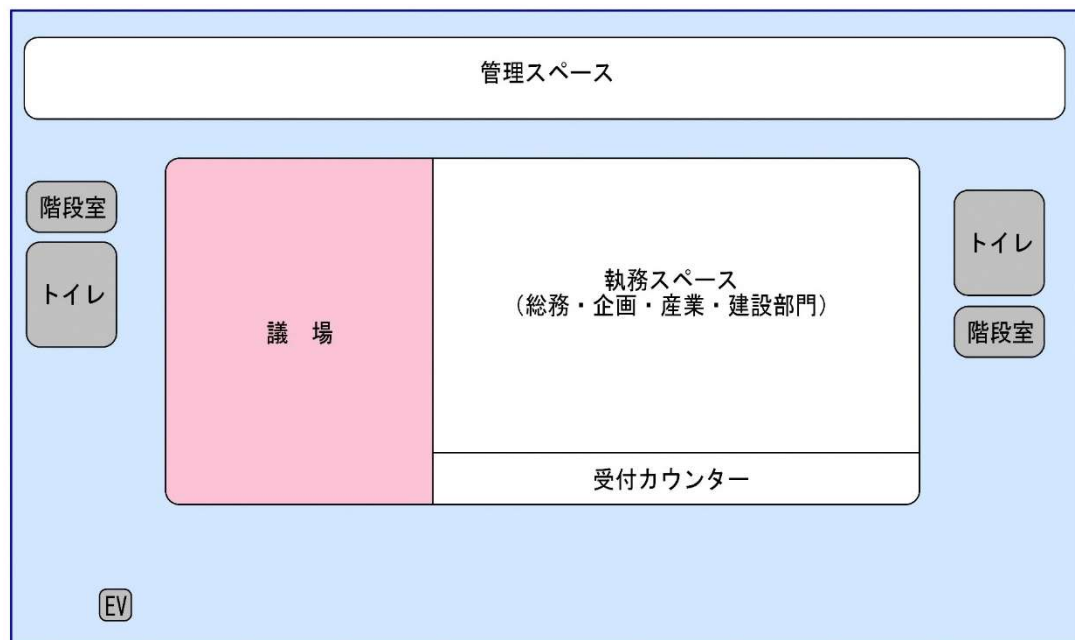 管理スペース
階段室
トイレ
議　場
執務スペース
(総務・企画・産業・建設部門)
受付カウンター
トイレ
階段室
EV